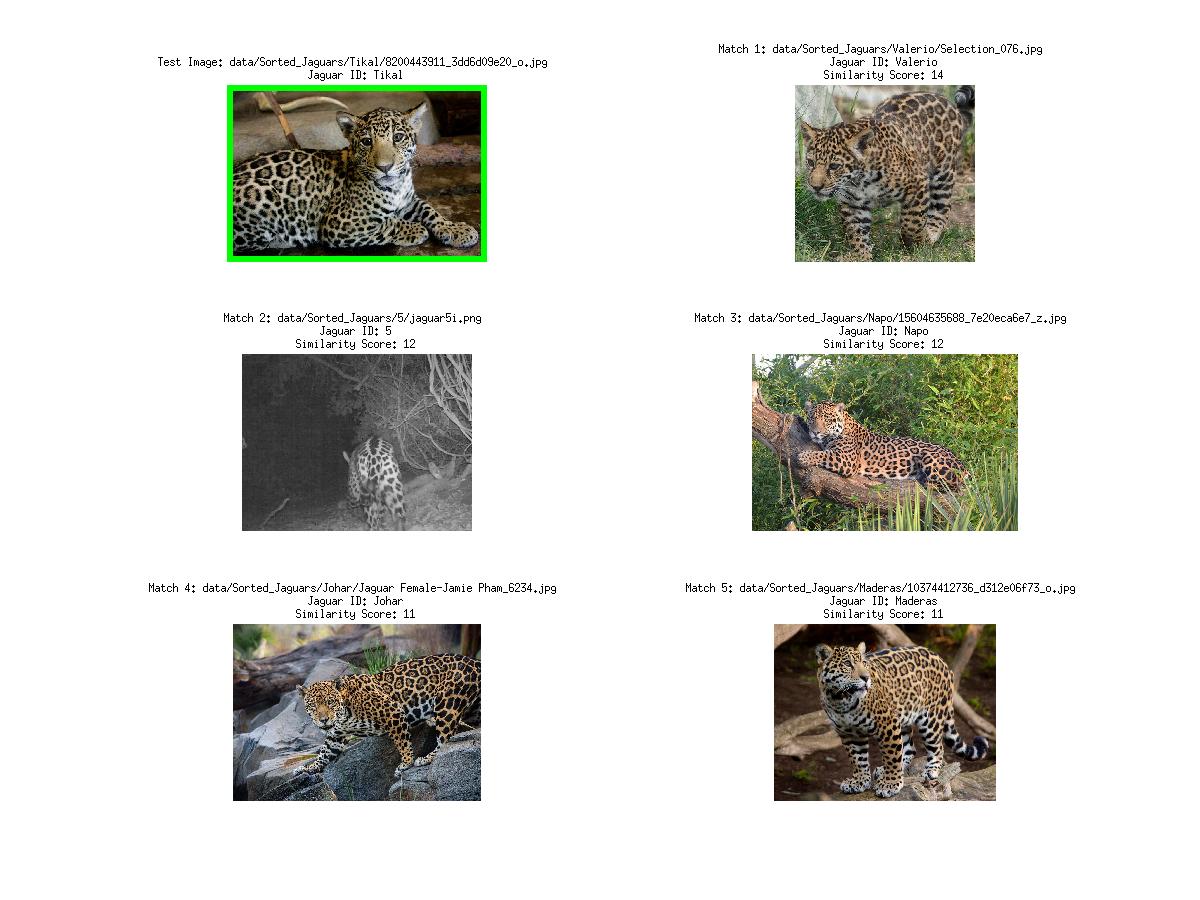 Test Image: data/Sorted_Jaguars/Tikal/8200443911_3dd6d09e20_o.jpg
Jaguar ID: Tikal
Match 1: data/Sorted_Jaguars/Valerio/Selection_076.jpg
Jaguar ID: Valerio
Similarity Score: 14
Match 2: data/Sorted_Jaguars/5/jaguar5i.png
Jaguar ID: 5
Similarity Score: 12
Match 3: data/Sorted_Jaguars/Napo/15604635688_7e20eca6e7_z.jpg
Jaguar ID: Napo
Similarity Score: 12
Match 4: data/Sorted_Jaguars/Johar/Jaguar Female-Jamie Pham_6234.jpg
Jaguar ID: Johar
Similarity Score: 11
Match 5: data/Sorted_Jaguars/Maderas/10374412736_d312e06f73_o.jpg
Jaguar ID: Maderas
Similarity Score: 11